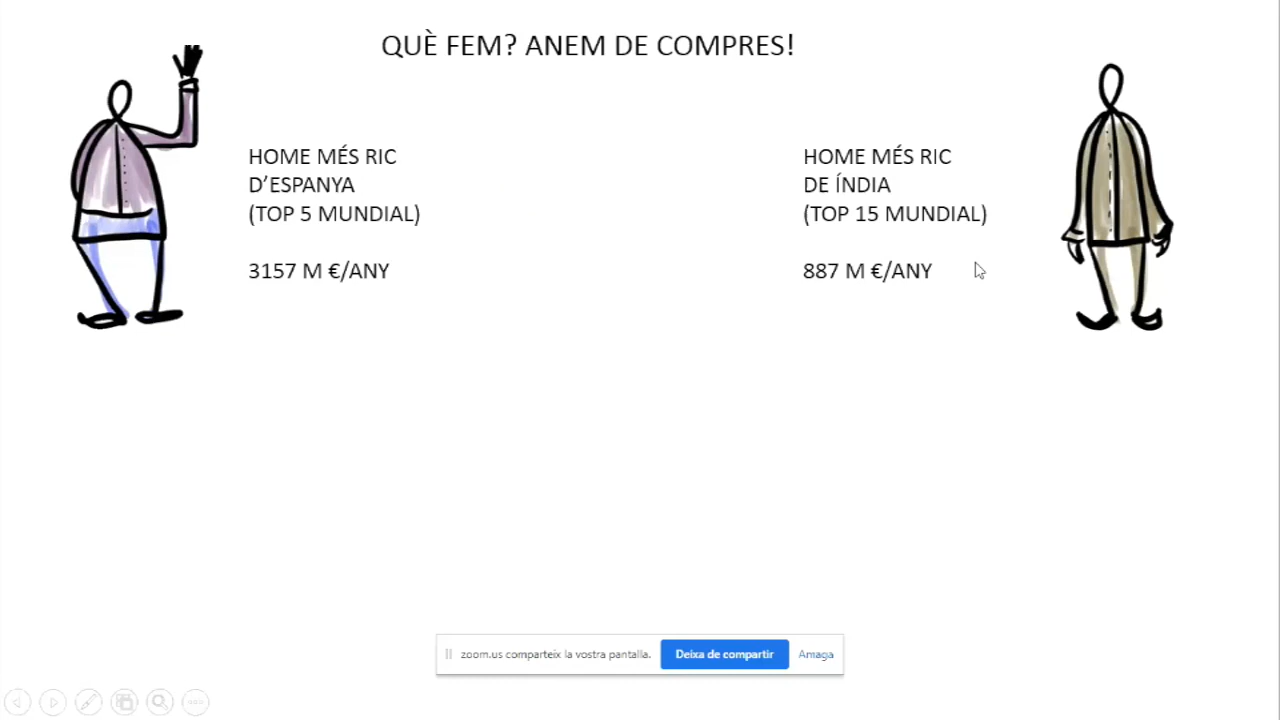 QUÈ FEM? ANEM DE COMPRES!
HOME MÉS RIC
D’ESPANYA
(TOP 5 MUNDIAL)
3157 M €/ANY
HOME MÉS RIC
DE ÍNDIA
(TOP 15 MUNDIAL)
887 M €/ANY
zoom.us comparteix la vostra pantalla.
Deixa de compartir
Amaga